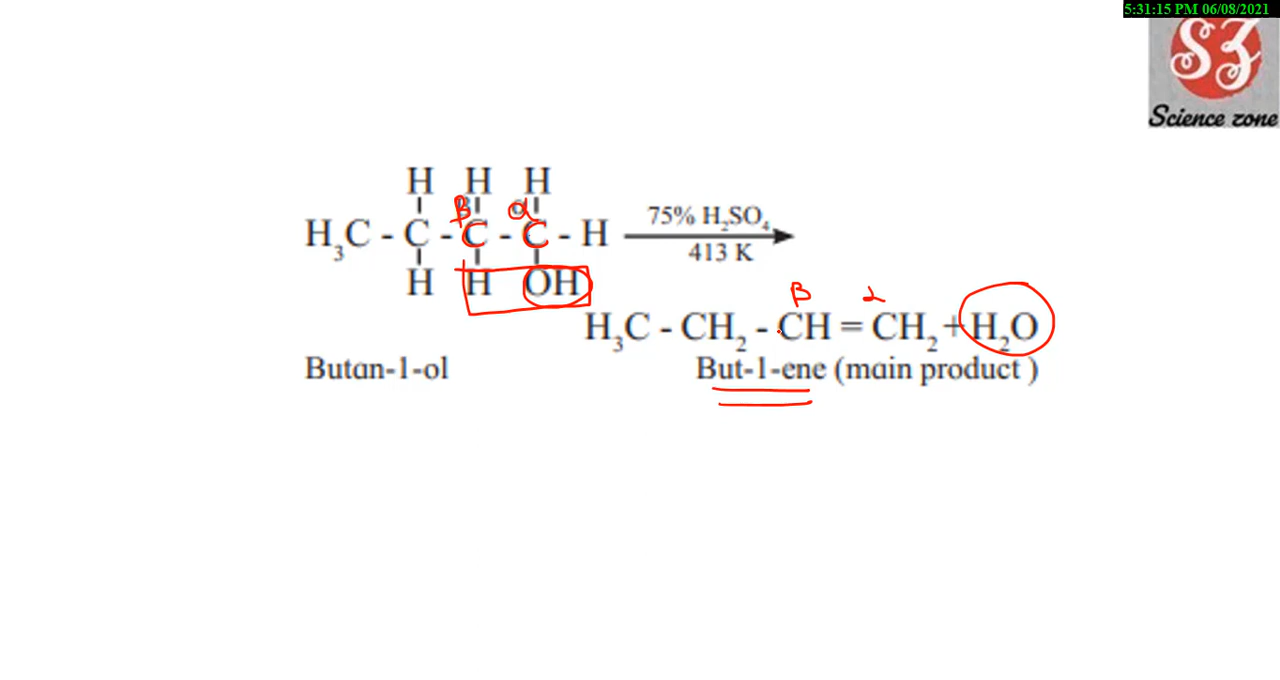 5:31:15 PM 06/08/2021
SZ
Science zone
H H H
β α
H₃C - C - C - C - H
75% H₂SO₄
413 K
H H OH
β α
H₃C - CH₂ - CH = CH₂ + H₂O
Butan-1-ol
But-1-ene (main product )